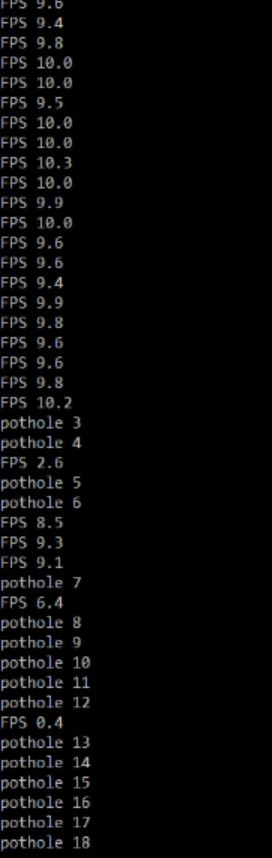 FPS 9.6
FPS 9.4
FPS 9.8
FPS 10.0
FPS 10.0
FPS 9.5
FPS 10.0
FPS 10.0
FPS 10.3
FPS 10.0
FPS 9.9
FPS 10.0
FPS 9.6
FPS 9.6
FPS 9.4
FPS 9.9
FPS 9.8
FPS 9.6
FPS 9.6
FPS 9.8
FPS 10.2
pothole 3
pothole 4
FPS 2.6
pothole 5
pothole 6
FPS 8.5
FPS 9.3
FPS 9.1
pothole 7
FPS 6.4
pothole 8
pothole 9
pothole 10
pothole 11
pothole 12
FPS 0.4
pothole 13
pothole 14
pothole 15
pothole 16
pothole 17
pothole 18